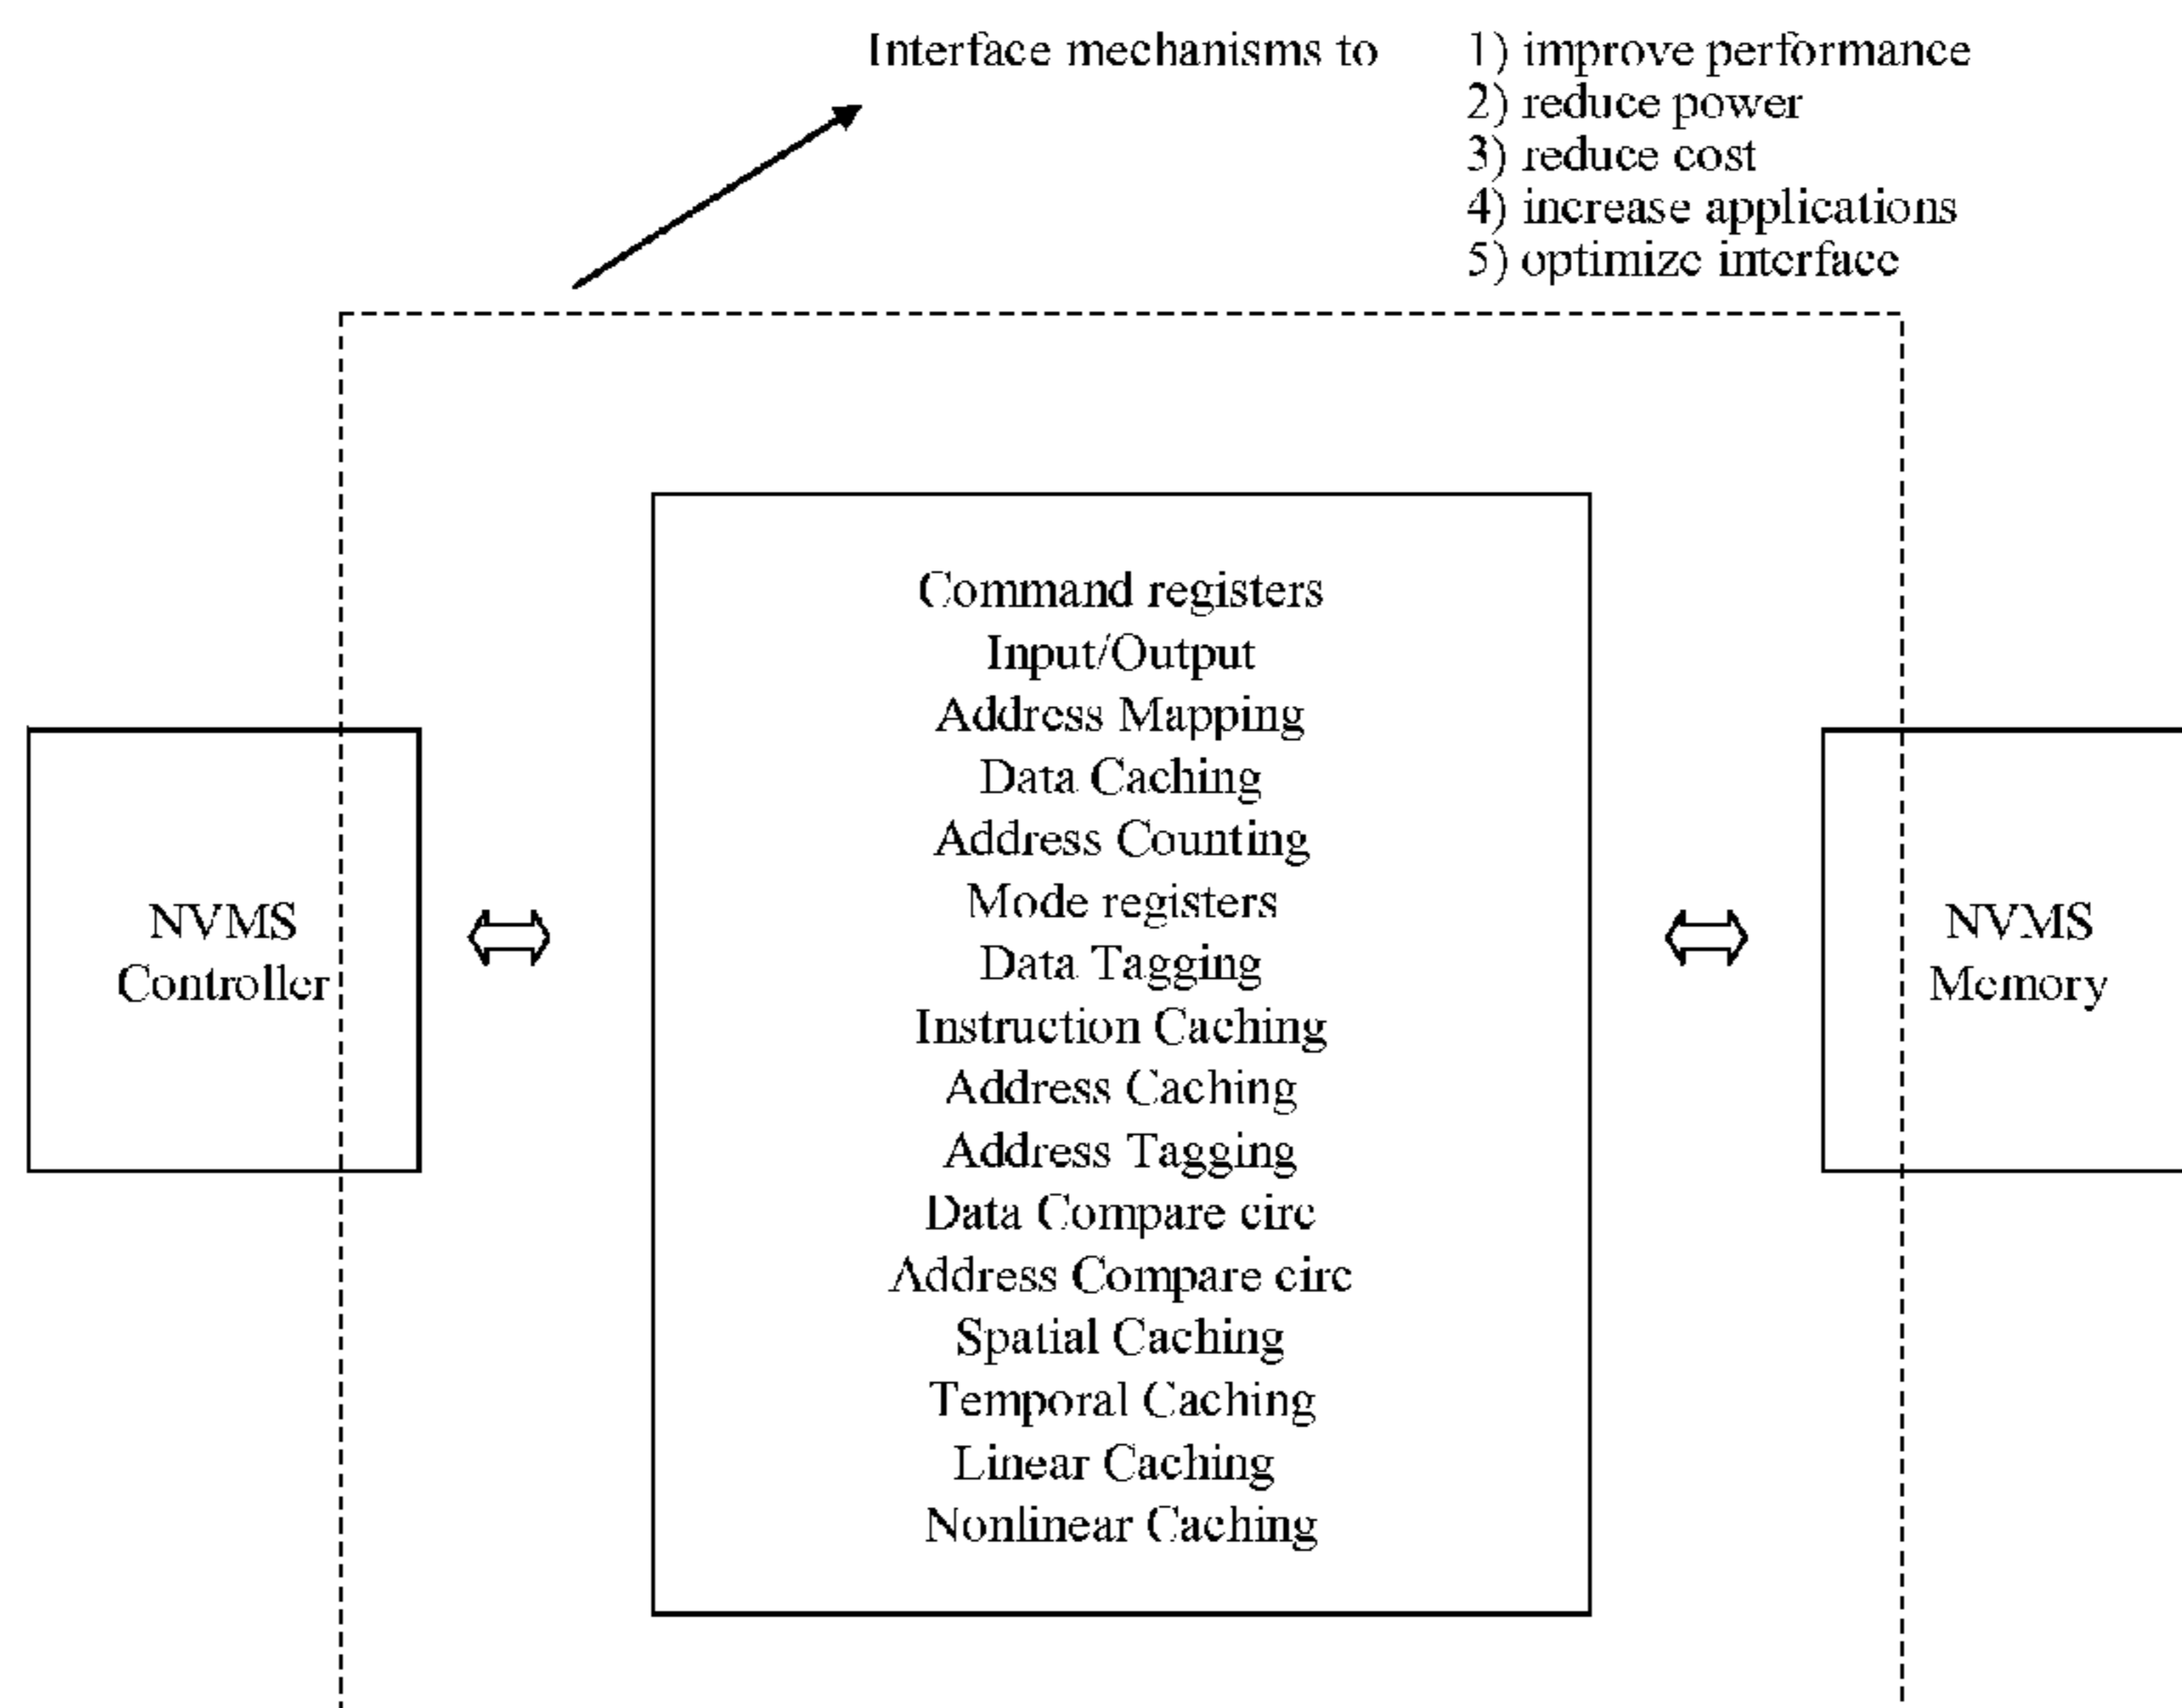 Interface mechanisms to
1) improve performance
2) reduce power
3) reduce cost
4) increase applications
5) optimize interface
NVMS
Controller
Command registers
Input/Output
Address Mapping
Data Caching
Address Counting
Mode registers
Data Tagging
Instruction Caching
Address Caching
Address Tagging
Data Compare circ
Address Compare circ
Spatial Caching
Temporal Caching
Linear Caching
Nonlinear Caching
NVMS
Memory